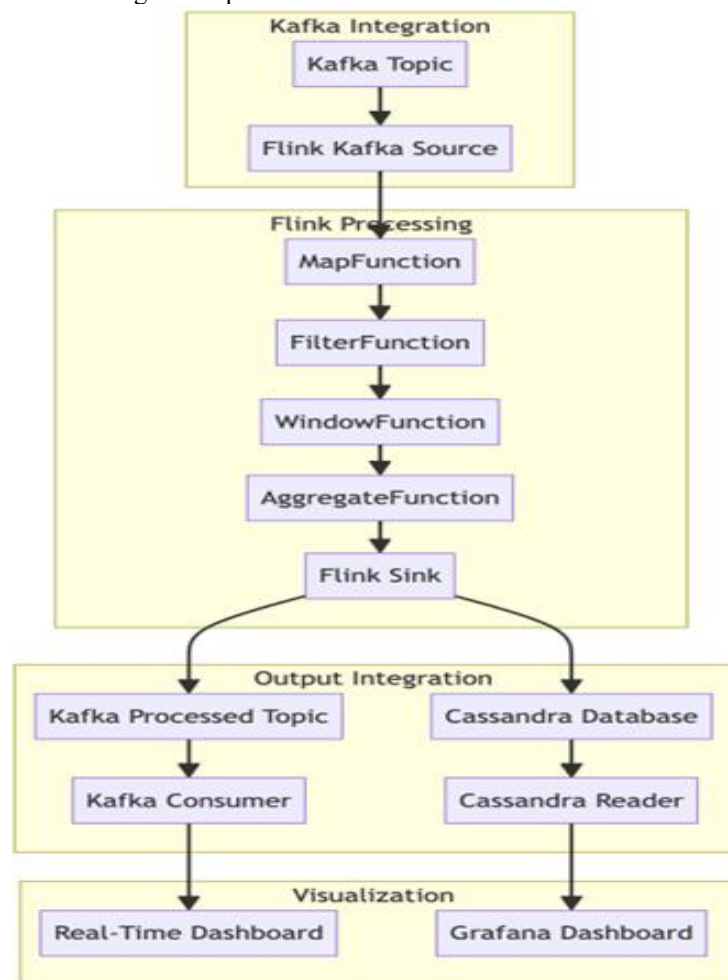 Kafka Integration
Kafka Topic
Flink Kafka Source
Flink Processing
MapFunction
FilterFunction
WindowFunction
AggregateFunction
Flink Sink
Output Integration
Kafka Processed Topic
Cassandra Database
Kafka Consumer
Cassandra Reader
Visualization
Real-Time Dashboard
Grafana Dashboard